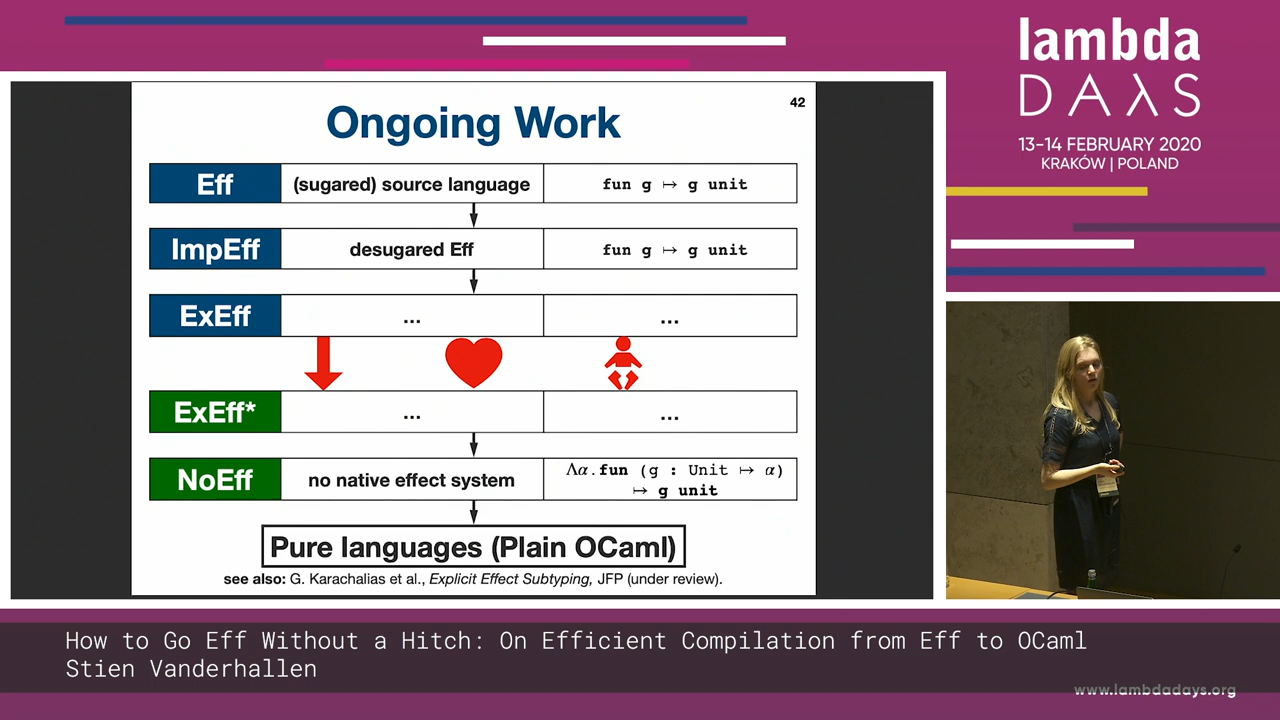 lambda
DAλS
13-14 FEBRUARY 2020
KRAKÓW | POLAND
42
Ongoing Work
Eff (sugared) source language fun g ↦ g unit
ImpEff desugared Eff fun g ↦ g unit
ExEff ... ...
ExEff* ... ...
NoEff no native effect system Λα.fun (g : Unit ↦ α)
↦ g unit
Pure languages (Plain OCaml)
see also: G. Karachalias et al., Explicit Effect Subtyping, JFP (under review).
How to Go Eff Without a Hitch: On Efficient Compilation from Eff to OCaml
Stien Vanderhallen
www.lambdadays.org